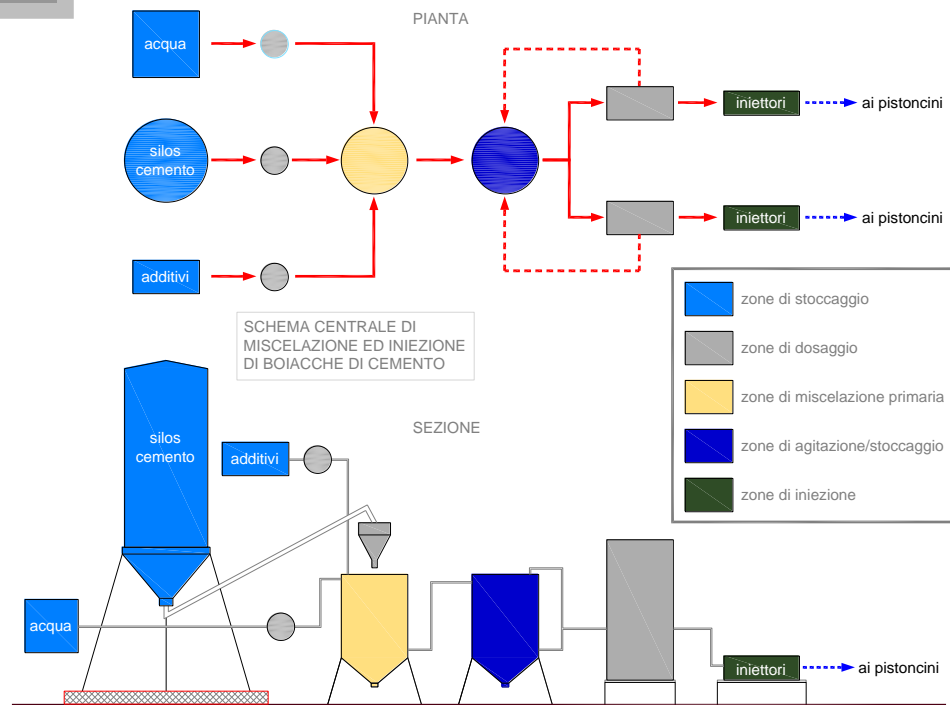 PIANTA
acqua
iniettori
ai pistoncini
silos
cemento
iniettori
ai pistoncini
additivi
SCHEMA CENTRALE DI
MISCELAZIONE ED INIEZIONE
DI BOIACCHE DI CEMENTO
zone di stoccaggio
zone di dosaggio
zone di miscelazione primaria
zone di agitazione/stoccaggio
zone di iniezione
SEZIONE
silos
cemento
additivi
acqua
iniettori
ai pistoncini